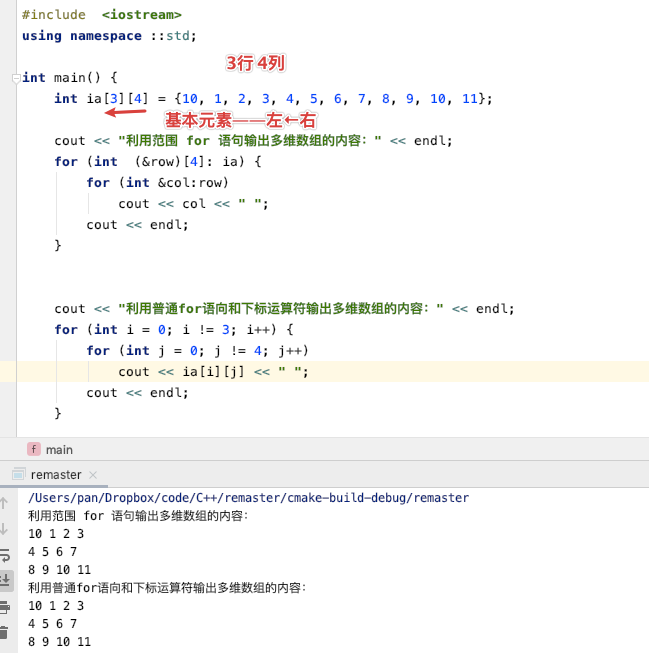 #include  <iostream>
using namespace ::std;
3行 4列
int main() {
    int ia[3][4] = {10, 1, 2, 3, 4, 5, 6, 7, 8, 9, 10, 11};
基本元素——左←右
    cout << "利用范围 for 语句输出多维数组的内容：" << endl;
    for (int  (&row)[4]: ia) {
        for (int &col:row)
            cout << col << " ";
        cout << endl;
    }
    cout << "利用普通for语向和下标运算符输出多维数组的内容：" << endl;
    for (int i = 0; i != 3; i++) {
        for (int j = 0; j != 4; j++)
            cout << ia[i][j] << " ";
        cout << endl;
    }
f main
remaster ×
/Users/pan/Dropbox/code/C++/remaster/cmake-build-debug/remaster
利用范围 for 语句输出多维数组的内容：
10 1 2 3
4 5 6 7
8 9 10 11
利用普通for语向和下标运算符输出多维数组的内容：
10 1 2 3
4 5 6 7
8 9 10 11